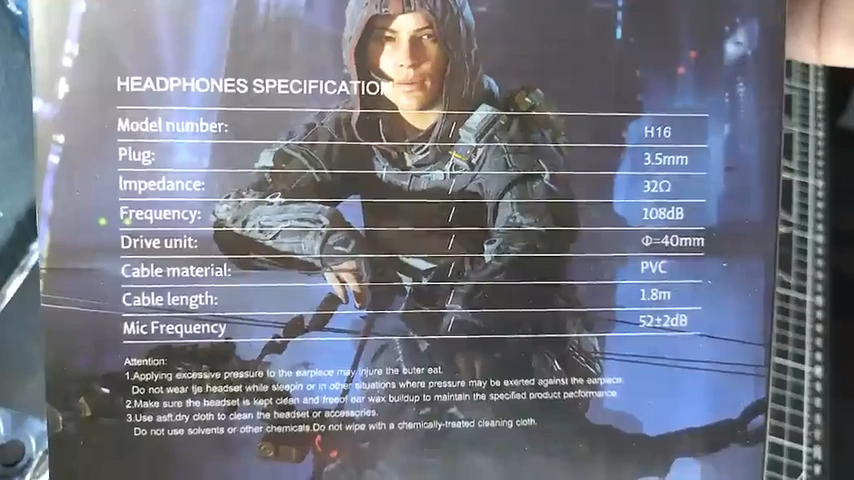 HEADPHONES SPECIFICATION
Model number: H16
Plug: 3.5mm
Impedance: 32Ω
Frequency: 108dB
Drive unit: Φ=40mm
Cable material: PVC
Cable length: 1.8m
Mic Frequency 52±2dB
Attention:
1.Applying excessive pressure to the earpiece may injure the outer eat.
Do not wear tje headset while sleepin or in other situations where pressure may be exerted against the earpiece.
2.Make sure the headset is kept clean and freeof ear wax buildup to maintain the specified product peeformance
3.Use asft.dry cloth to clean the headset or accessories.
Do not use solvents or other chemicals.Do not wipe with a chemically-treated cleaning cloth.